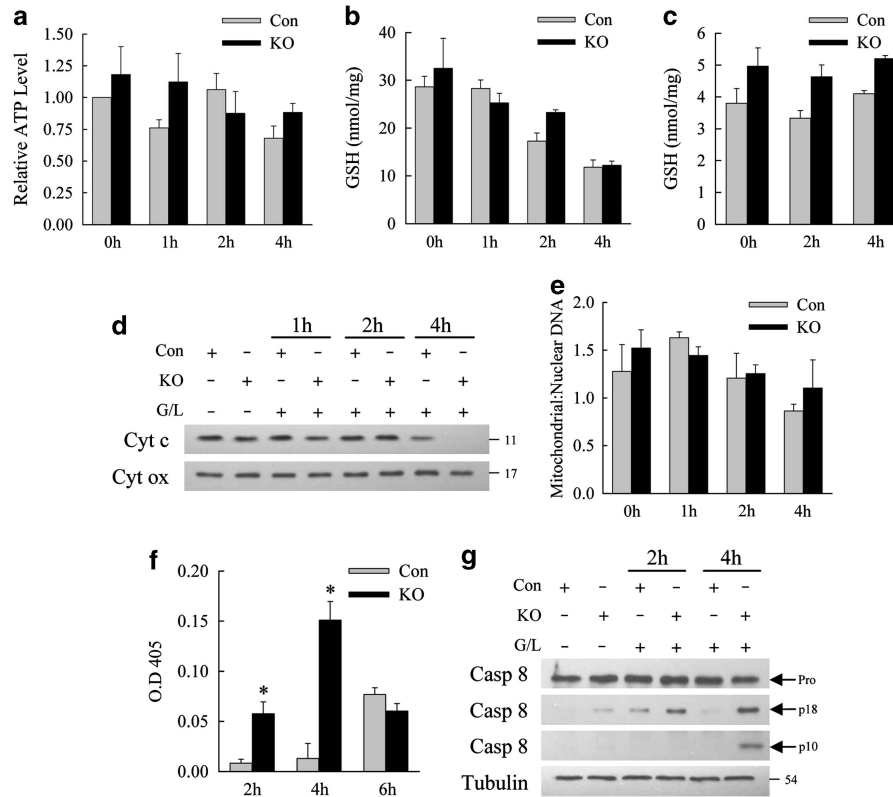 a
Con
KO
Relative ATP Level
1.50
1.25
1.00
0.75
0.50
0.25
0.00
0h 1h 2h 4h
b
Con
KO
GSH (nmol/mg)
40
30
20
10
0
0h 1h 2h 4h
c
Con
KO
GSH (nmol/mg)
6
5
4
3
2
1
0
0h 2h 4h
d
1h 2h 4h
Con + - + - + - + -
KO - + - + - + - +
G/L - - + + + + + +
Cyt c 11
Cyt ox 17
e
Con
KO
Mitochondrial:Nuclear DNA
2.0
1.5
1.0
0.5
0.0
0h 1h 2h 4h
f
Con
KO
O.D 405
0.20
0.15
0.10
0.05
0.00
* *
2h 4h 6h
g
2h 4h
Con + - + - + -
KO - + - + - +
G/L - - + + + +
Casp 8 Pro
Casp 8 p18
Casp 8 p10
Tubulin 54